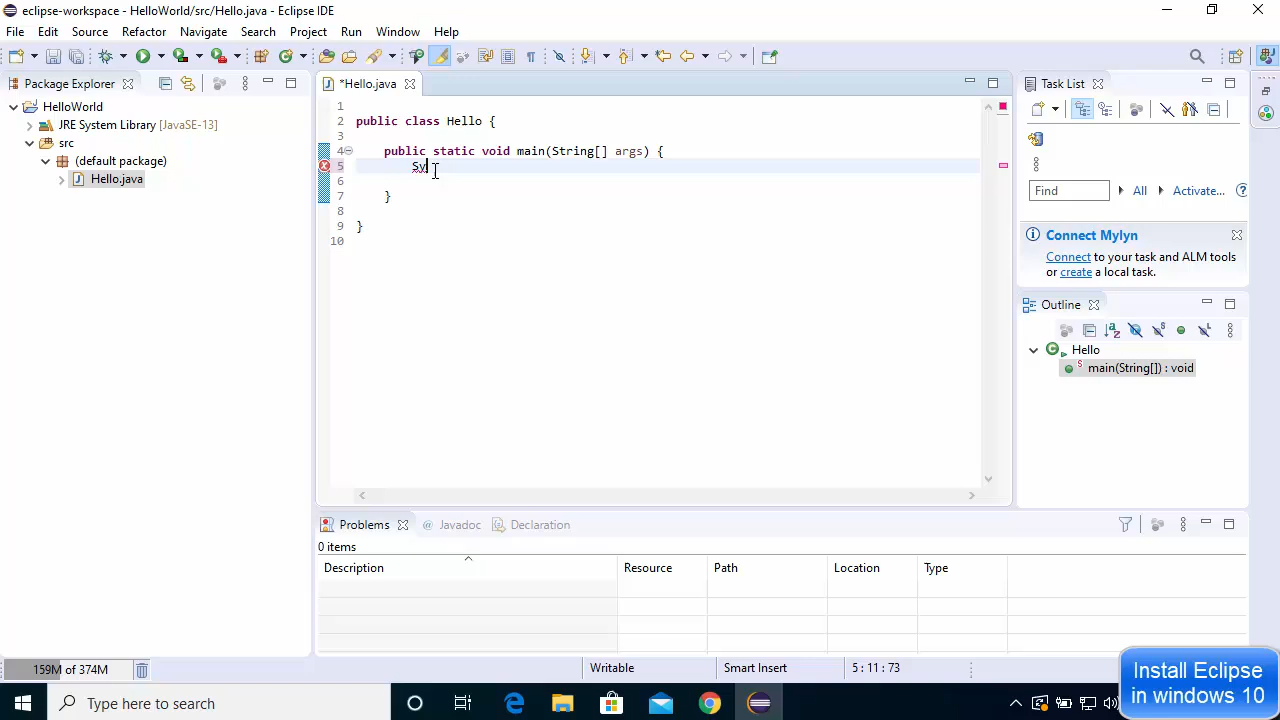 eclipse-workspace - HelloWorld/src/Hello.java - Eclipse IDE
File Edit Source Refactor Navigate Search Project Run Window Help
Package Explorer
*Hello.java
Task List
HelloWorld
JRE System Library [JavaSE-13]
src
(default package)
Hello.java
1
2 public class Hello {
3
4 public static void main(String[] args) {
5 Sy
6
7 }
8
9 }
10
Find All Activate...
Connect Mylyn
Connect to your task and ALM tools
or create a local task.
Outline
Hello
main(String[]) : void
Problems @ Javadoc Declaration
0 items
Description Resource Path Location Type
159M of 374M
Writable Smart Insert 5 : 11 : 73
Type here to search
Install Eclipse
in windows 10